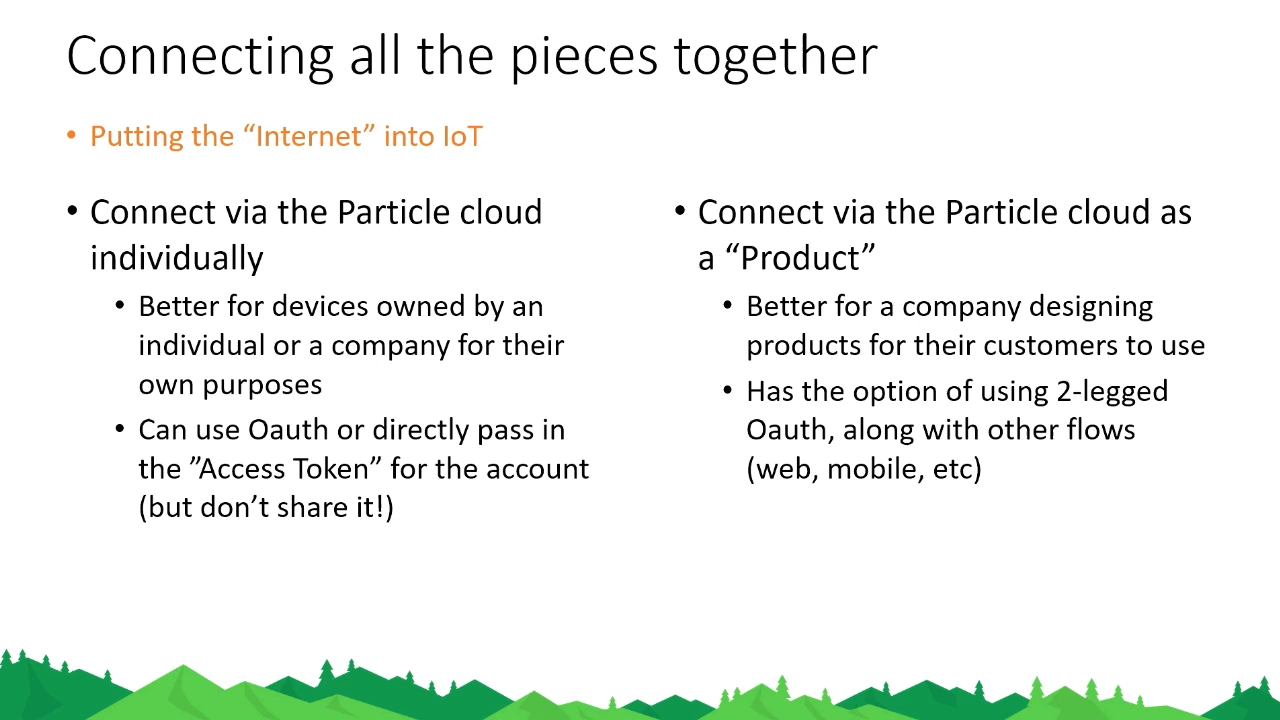 Connecting all the pieces together
• Putting the “Internet” into IoT
• Connect via the Particle cloud
individually
• Better for devices owned by an
individual or a company for their
own purposes
• Can use Oauth or directly pass in
the ”Access Token” for the account
(but don’t share it!)
• Connect via the Particle cloud as
a “Product”
• Better for a company designing
products for their customers to use
• Has the option of using 2-legged
Oauth, along with other flows
(web, mobile, etc)